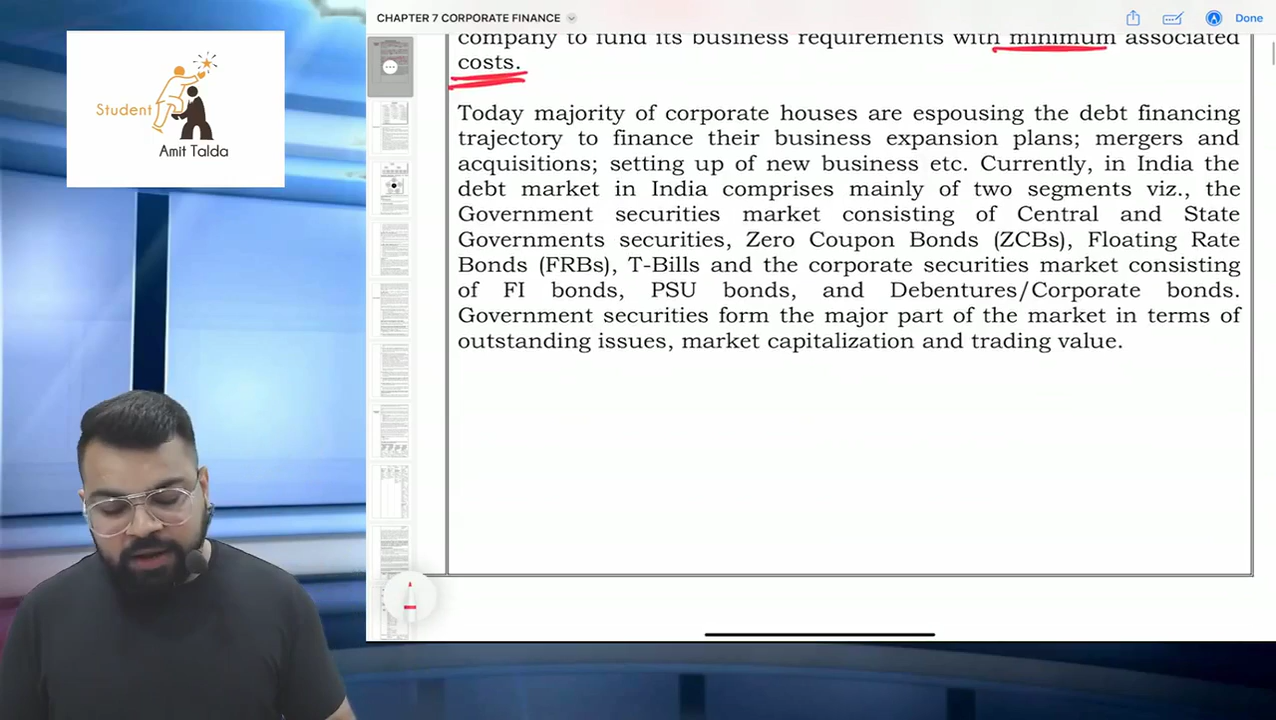 CHAPTER 7 CORPORATE FINANCE
Done
company to fund its business requirements with minimum associated
costs.
Student
Amit Talda
Today majority of corporate houses are espousing the debt financing
trajectory to finance their business expansion plans; mergers and
acquisitions; setting up of new business etc. Currently, in India the
debt market in India comprises mainly of two segments viz., the
Government securities market consisting of Central and State
Governments securities, Zero Coupon Bonds (ZCBs), Floating Rate
Bonds (FRBs), T-Bills and the corporate securities market consisting
of FI bonds, PSU bonds, and Debentures/Corporate bonds.
Government securities form the major part of the market in terms of
outstanding issues, market capitalization and trading value.